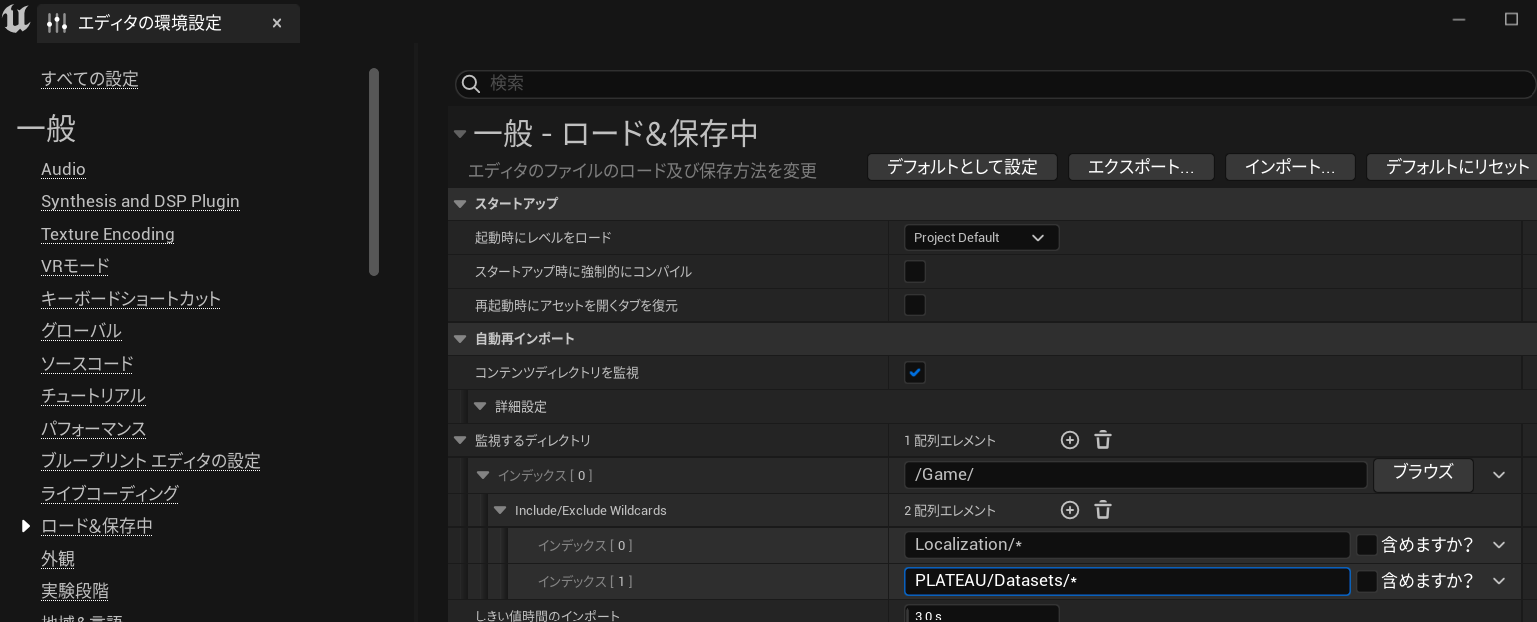 エディタの環境設定
すべての設定
一般
Audio
Synthesis and DSP Plugin
Texture Encoding
VRモード
キーボードショートカット
グローバル
ソースコード
チュートリアル
パフォーマンス
ブループリント エディタの設定
ライブコーディング
ロード&保存中
外観
実験段階
地域&言語
検索
一般 - ロード&保存中
エディタのファイルのロード及び保存方法を変更
デフォルトとして設定 エクスポート... インポート... デフォルトにリセット
スタートアップ
起動時にレベルをロード Project Default
スタートアップ時に強制的にコンパイル
再起動時にアセットを開くタブを復元
自動再インポート
コンテンツディレクトリを監視
詳細設定
監視するディレクトリ 1 配列エレメント
インデックス [ 0 ] /Game/ ブラウズ
Include/Exclude Wildcards 2 配列エレメント
インデックス [ 0 ] Localization/* 含めますか?
インデックス [ 1 ] PLATEAU/Datasets/* 含めますか?
しきい値時間のインポート 3.0 s